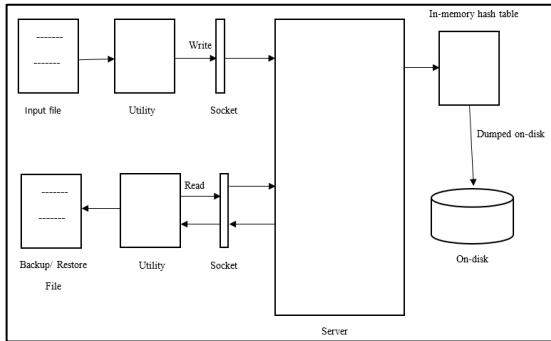 In-memory hash table
Write
Input file
Utility
Socket
Dumped on-disk
Read
Backup/ Restore
File
Utility
Socket
On-disk
Server